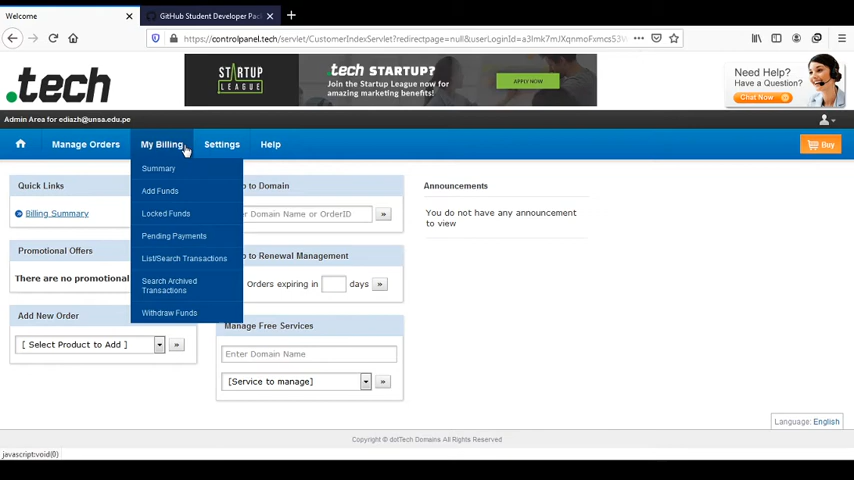 Welcome
GitHub Student Developer Pac
https://controlpanel.tech/servlet/CustomerIndexServlet?redirectpage=null&userLoginId=a3lmk7mJXqnmoFxmcs53V
.tech
STARTUP
LEAGUE
.tech STARTUP?
Join the Startup League now for
amazing marketing benefits!
APPLY NOW
Need Help?
Have a Question?
Chat Now
Admin Area for ediazh@unsa.edu.pe
Manage Orders
My Billing
Settings
Help
Buy
Summary
Add Funds
Locked Funds
Pending Payments
List/Search Transactions
Search Archived
Transactions
Withdraw Funds
Quick Links
Billing Summary
Promotional Offers
There are no promotional
Add New Order
[ Select Product to Add ]
»
to Domain
er Domain Name or OrderID
»
to Renewal Management
Orders expiring in
days
»
Manage Free Services
Enter Domain Name
[Service to manage]
»
Announcements
You do not have any announcement
to view
Language: English
Copyright © dotTech Domains All Rights Reserved
javascript:void(0)